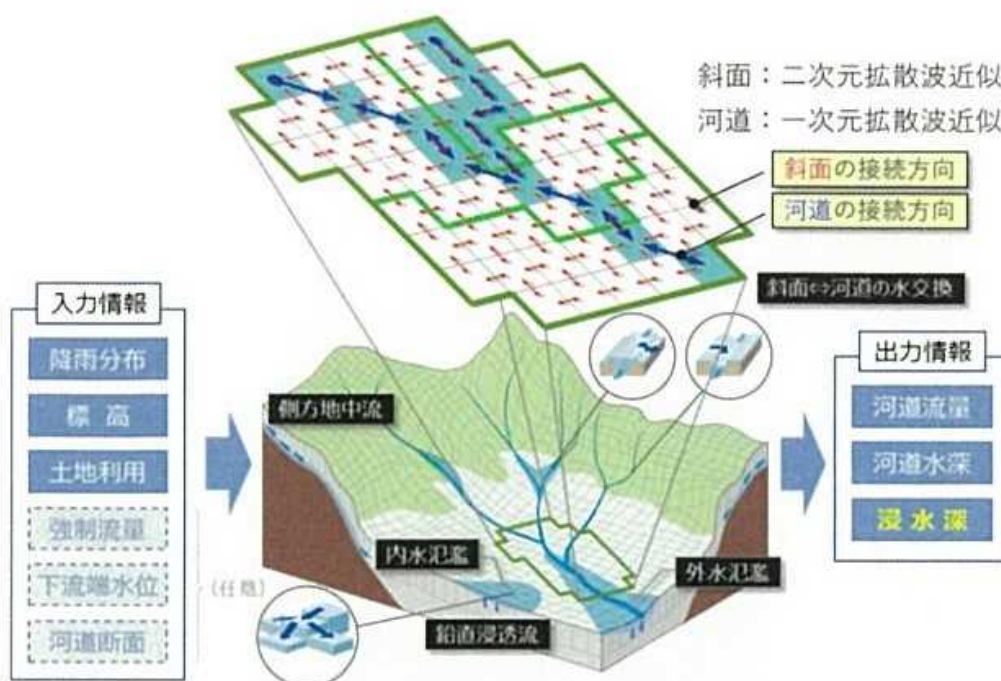 斜面：二次元拡散波近似
河道：一次元拡散波近似
斜面の接続方向
河道の接続方向
斜面⇔河道の水交換
入力情報
降雨分布
標高
土地利用
強制流量
下流端水位
河道断面
(任意)
側方地中流
内水氾濫
鉛直浸透流
外水氾濫
出力情報
河道流量
河道水深
浸水深